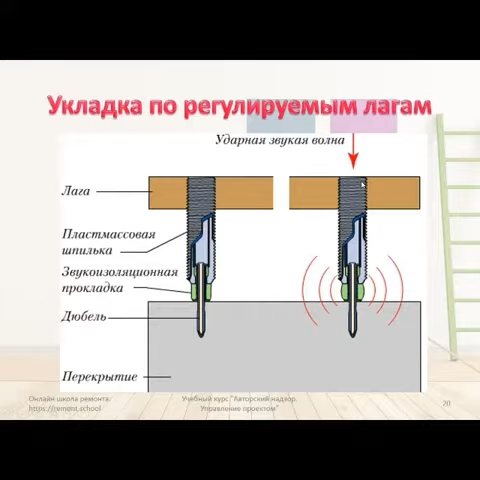 Укладка по регулируемым лагам
Ударная звукая волна
Лага
Пластмассовая
шпилька
Звукоизоляционная
прокладка
Дюбель
Перекрытие
Онлайн школа ремонта.
https://remont.school
Учебный курс "Авторский надзор.
Управление проектом"
20